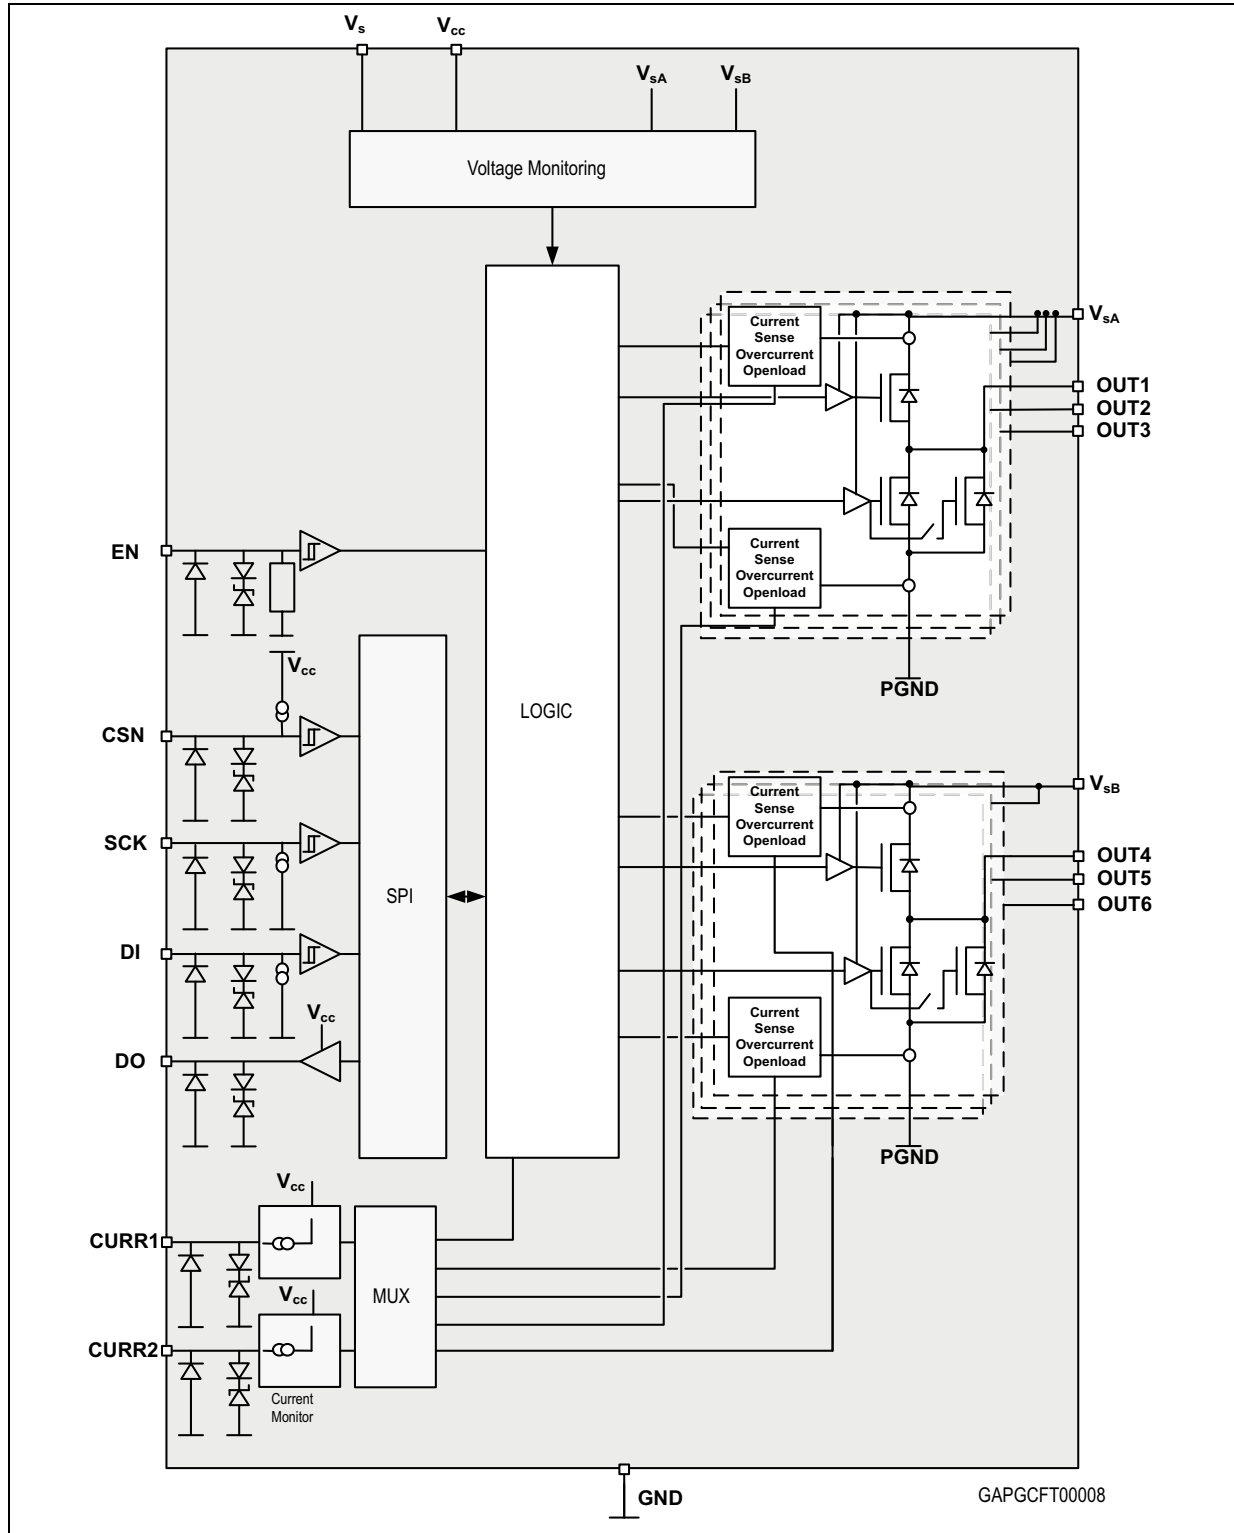 Vs
Vcc
VsA
VsB
Voltage Monitoring
Current
Sense
Overcurrent
Openload
VsA
OUT1
OUT2
OUT3
Current
Sense
Overcurrent
Openload
PGND
EN
Vcc
CSN
LOGIC
SCK
SPI
DI
Vcc
DO
Current
Sense
Overcurrent
Openload
VsB
OUT4
OUT5
OUT6
Current
Sense
Overcurrent
Openload
PGND
Vcc
CURR1
MUX
Vcc
CURR2
Current
Monitor
GND
GAPGCFT00008